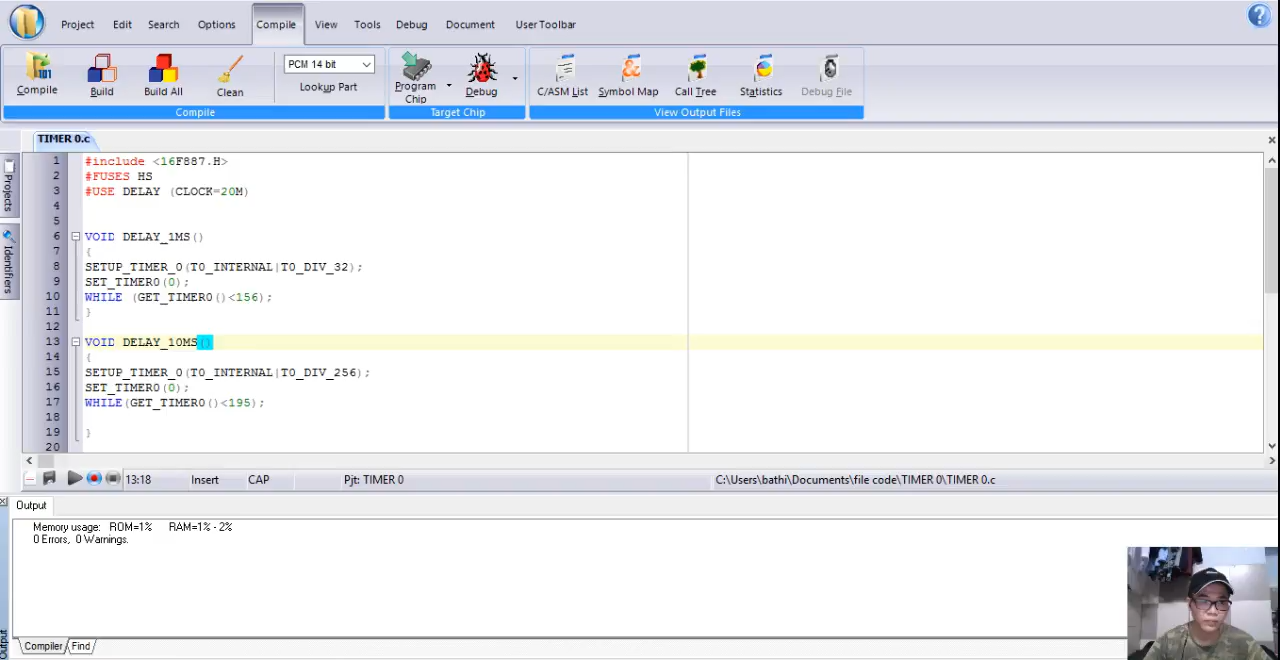 Project Edit Search Options Compile View Tools Debug Document User Toolbar
Compile Build Build All Clean PCM 14 bit Lookup Part Program Chip Debug C/ASM List Symbol Map Call Tree Statistics Debug File
Compile Target Chip View Output Files
TIMER 0.c
Projects
Identifiers
1 #include <16F887.H>
2 #FUSES HS
3 #USE DELAY (CLOCK=20M)
4
5
6 VOID DELAY_1MS()
7 {
8 SETUP_TIMER_0(T0_INTERNAL|T0_DIV_32);
9 SET_TIMER0(0);
10 WHILE (GET_TIMER0()<156);
11 }
12
13 VOID DELAY_10MS()
14 {
15 SETUP_TIMER_0(T0_INTERNAL|T0_DIV_256);
16 SET_TIMER0(0);
17 WHILE(GET_TIMER0()<195);
18
19 }
20
13:18 Insert CAP Pjt: TIMER 0 C:\Users\bathi\Documents\file code\TIMER 0\TIMER 0.c
Output
Memory usage: ROM=1% RAM=1% - 2%
0 Errors, 0 Warnings.
Output
Compiler Find